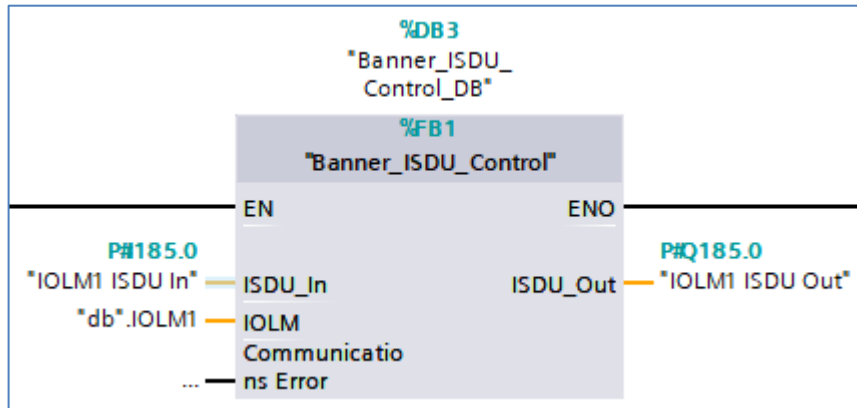 %DB3
"Banner_ISDU_
Control_DB"
%FB1
"Banner_ISDU_Control"
EN ENO
P#I185.0 P#Q185.0
"IOLM1 ISDU In" ISDU_In ISDU_Out "IOLM1 ISDU Out"
"db".IOLM1 IOLM
Communicatio
... ns Error